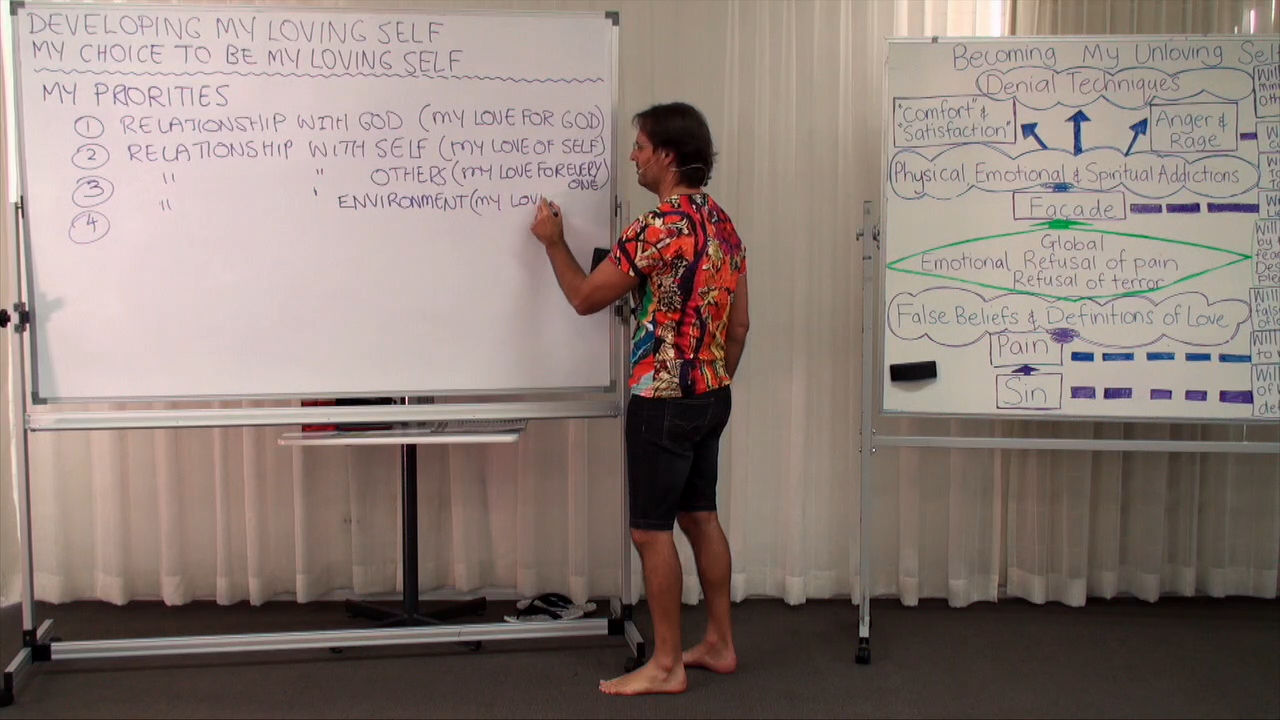 DEVELOPING MY LOVING SELF
MY CHOICE TO BE MY LOVING SELF
MY PRIORITIES
1 RELATIONSHIP WITH GOD (MY LOVE FOR GOD)
2 RELATIONSHIP WITH SELF (MY LOVE OF SELF)
3 " " OTHERS (MY LOVE FOR EVERY
ONE)
4 " " ENVIRONMENT (MY LOV
Becoming My Unloving Self
Denial Techniques
"Comfort" &
"Satisfaction"
Anger &
Rage
Physical, Emotional & Spiritual Addictions
Façade
Global
Emotional Refusal of pain
Refusal of terror
False Beliefs & Definitions of Love
Pain
Sin